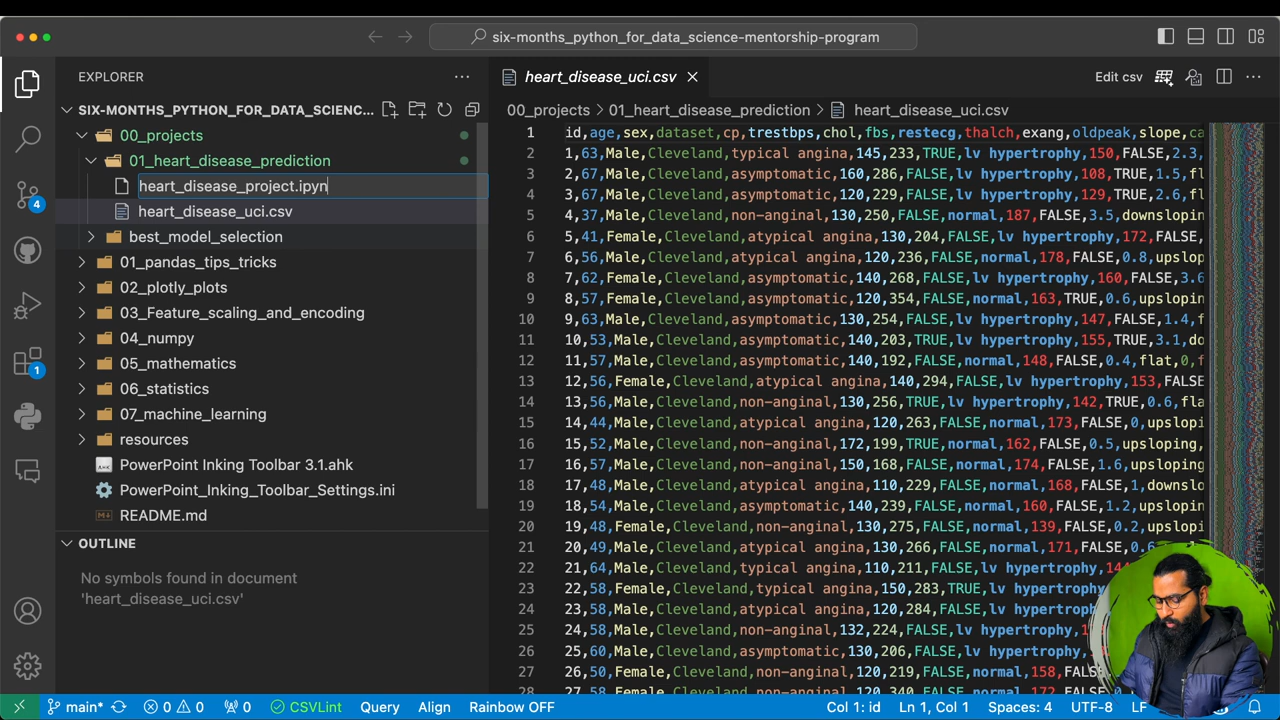 six-months_python_for_data_science-mentorship-program
EXPLORER
heart_disease_uci.csv
Edit csv
SIX-MONTHS_PYTHON_FOR_DATA_SCIENC...
00_projects
01_heart_disease_prediction
heart_disease_project.ipyn
heart_disease_uci.csv
best_model_selection
01_pandas_tips_tricks
02_plotly_plots
03_Feature_scaling_and_encoding
04_numpy
05_mathematics
06_statistics
07_machine_learning
resources
PowerPoint Inking Toolbar 3.1.ahk
PowerPoint_Inking_Toolbar_Settings.ini
README.md
OUTLINE
No symbols found in document
'heart_disease_uci.csv'
4
1
00_projects > 01_heart_disease_prediction > heart_disease_uci.csv
1 id,age,sex,dataset,cp,trestbps,chol,fbs,restecg,thalch,exang,oldpeak,slope,ca
2 1,63,Male,Cleveland,typical angina,145,233,TRUE,lv hypertrophy,150,FALSE,2.3,
3 2,67,Male,Cleveland,asymptomatic,160,286,FALSE,lv hypertrophy,108,TRUE,1.5,fl
4 3,67,Male,Cleveland,asymptomatic,120,229,FALSE,lv hypertrophy,129,TRUE,2.6,fl
5 4,37,Male,Cleveland,non-anginal,130,250,FALSE,normal,187,FALSE,3.5,downsloping
6 5,41,Female,Cleveland,atypical angina,130,204,FALSE,lv hypertrophy,172,FALSE,
7 6,56,Male,Cleveland,atypical angina,120,236,FALSE,normal,178,FALSE,0.8,upslop
8 7,62,Female,Cleveland,asymptomatic,140,268,FALSE,lv hypertrophy,160,FALSE,3.6
9 8,57,Female,Cleveland,asymptomatic,120,354,FALSE,normal,163,TRUE,0.6,upslopin
10 9,63,Male,Cleveland,asymptomatic,130,254,FALSE,lv hypertrophy,147,FALSE,1.4,f
11 10,53,Male,Cleveland,asymptomatic,140,203,TRUE,lv hypertrophy,155,TRUE,3.1,do
12 11,57,Male,Cleveland,asymptomatic,140,192,FALSE,normal,148,FALSE,0.4,flat,0,f
13 12,56,Female,Cleveland,atypical angina,140,294,FALSE,lv hypertrophy,153,FALSE
14 13,56,Male,Cleveland,non-anginal,130,256,TRUE,lv hypertrophy,142,TRUE,0.6,fla
15 14,44,Male,Cleveland,atypical angina,120,263,FALSE,normal,173,FALSE,0,upslopin
16 15,52,Male,Cleveland,non-anginal,172,199,TRUE,normal,162,FALSE,0.5,upsloping,
17 16,57,Male,Cleveland,non-anginal,150,168,FALSE,normal,174,FALSE,1.6,upsloping
18 17,48,Male,Cleveland,atypical angina,110,229,FALSE,normal,168,FALSE,1,downslo
19 18,54,Male,Cleveland,asymptomatic,140,239,FALSE,normal,160,FALSE,1.2,upslopin
20 19,48,Female,Cleveland,non-anginal,130,275,FALSE,normal,139,FALSE,0.2,upslopi
21 20,49,Male,Cleveland,atypical angina,130,266,FALSE,normal,171,FALSE,0.6
22 21,64,Male,Cleveland,typical angina,110,211,FALSE,lv hypertrophy,144
23 22,58,Female,Cleveland,typical angina,150,283,TRUE,lv hypertrophy,
24 23,58,Male,Cleveland,atypical angina,120,284,FALSE,lv hypertrophy,
25 24,58,Male,Cleveland,non-anginal,132,224,FALSE,lv hypertrophy,
26 25,60,Male,Cleveland,asymptomatic,130,206,FALSE,lv hypertrophy,
27 26,50,Female,Cleveland,non-anginal,120,219,FALSE,normal,158,FALS
28 27,58,Female,Cleveland,non-anginal,120,340,FALSE,normal,172
main* 0 0 0 CSVLint Query Align Rainbow OFF Col 1: id Ln 1, Col 1 Spaces: 4 UTF-8 LF